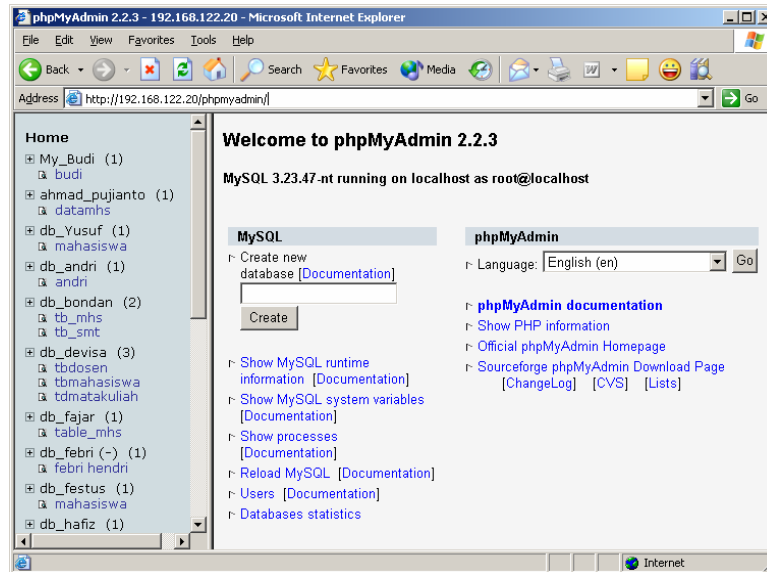 phpMyAdmin 2.2.3 - 192.168.122.20 - Microsoft Internet Explorer
File Edit View Favorites Tools Help
Back Search Favorites Media
Address http://192.168.122.20/phpmyadmin/ Go
Home
My_Budi (1)
budi
ahmad_pujianto (1)
datamhs
db_Yusuf (1)
mahasiswa
db_andri (1)
andri
db_bondan (2)
tb_mhs
tb_smt
db_devisa (3)
tbdosen
tbmahasiswa
tdmatakuliah
db_fajar (1)
table_mhs
db_febri (-) (1)
febri hendri
db_festus (1)
mahasiswa
db_hafiz (1)
Welcome to phpMyAdmin 2.2.3
MySQL 3.23.47-nt running on localhost as root@localhost
MySQL
Create new
database [Documentation]
Create
Show MySQL runtime
information [Documentation]
Show MySQL system variables
[Documentation]
Show processes
[Documentation]
Reload MySQL [Documentation]
Users [Documentation]
Databases statistics
phpMyAdmin
Language: English (en) Go
phpMyAdmin documentation
Show PHP information
Official phpMyAdmin Homepage
Sourceforge phpMyAdmin Download Page
[ChangeLog] [CVS] [Lists]
Internet